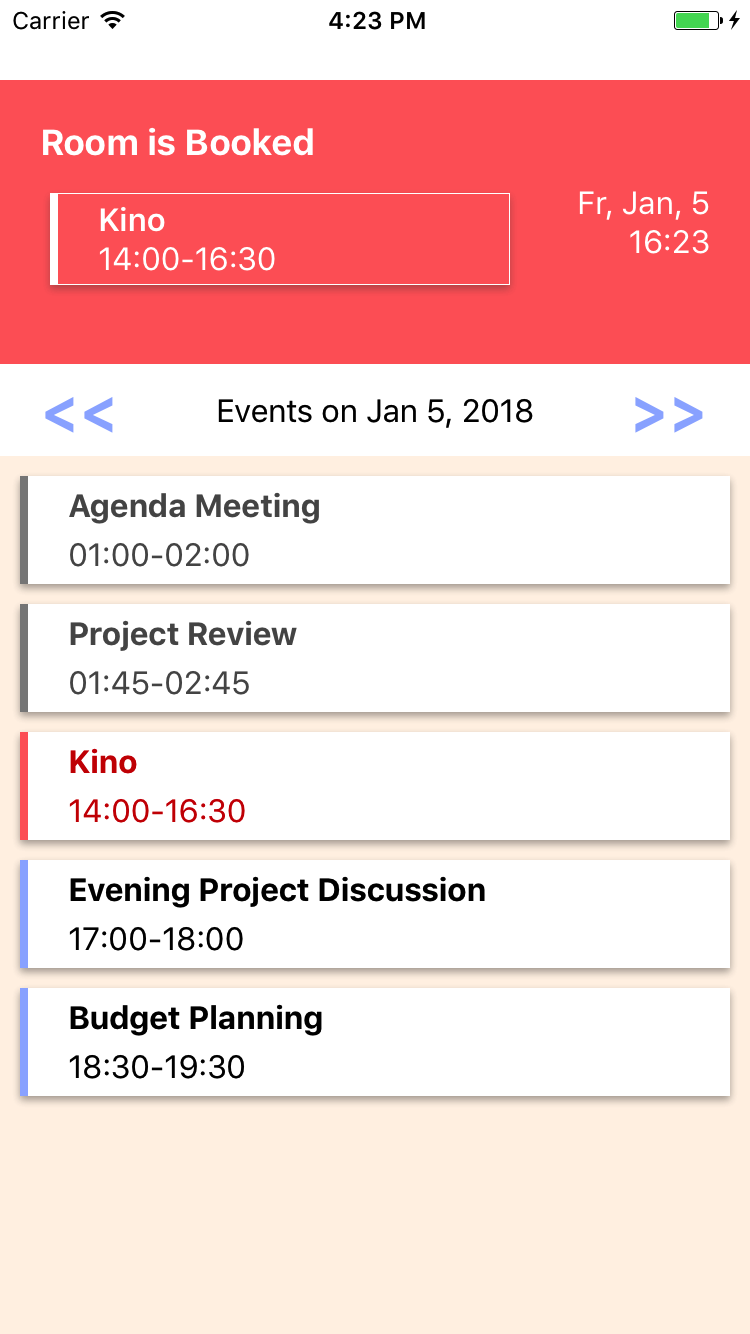 Carrier 4:23 PM
Room is Booked
Kino
14:00-16:30
Fr, Jan, 5
16:23
<< Events on Jan 5, 2018 >>
Agenda Meeting
01:00-02:00
Project Review
01:45-02:45
Kino
14:00-16:30
Evening Project Discussion
17:00-18:00
Budget Planning
18:30-19:30